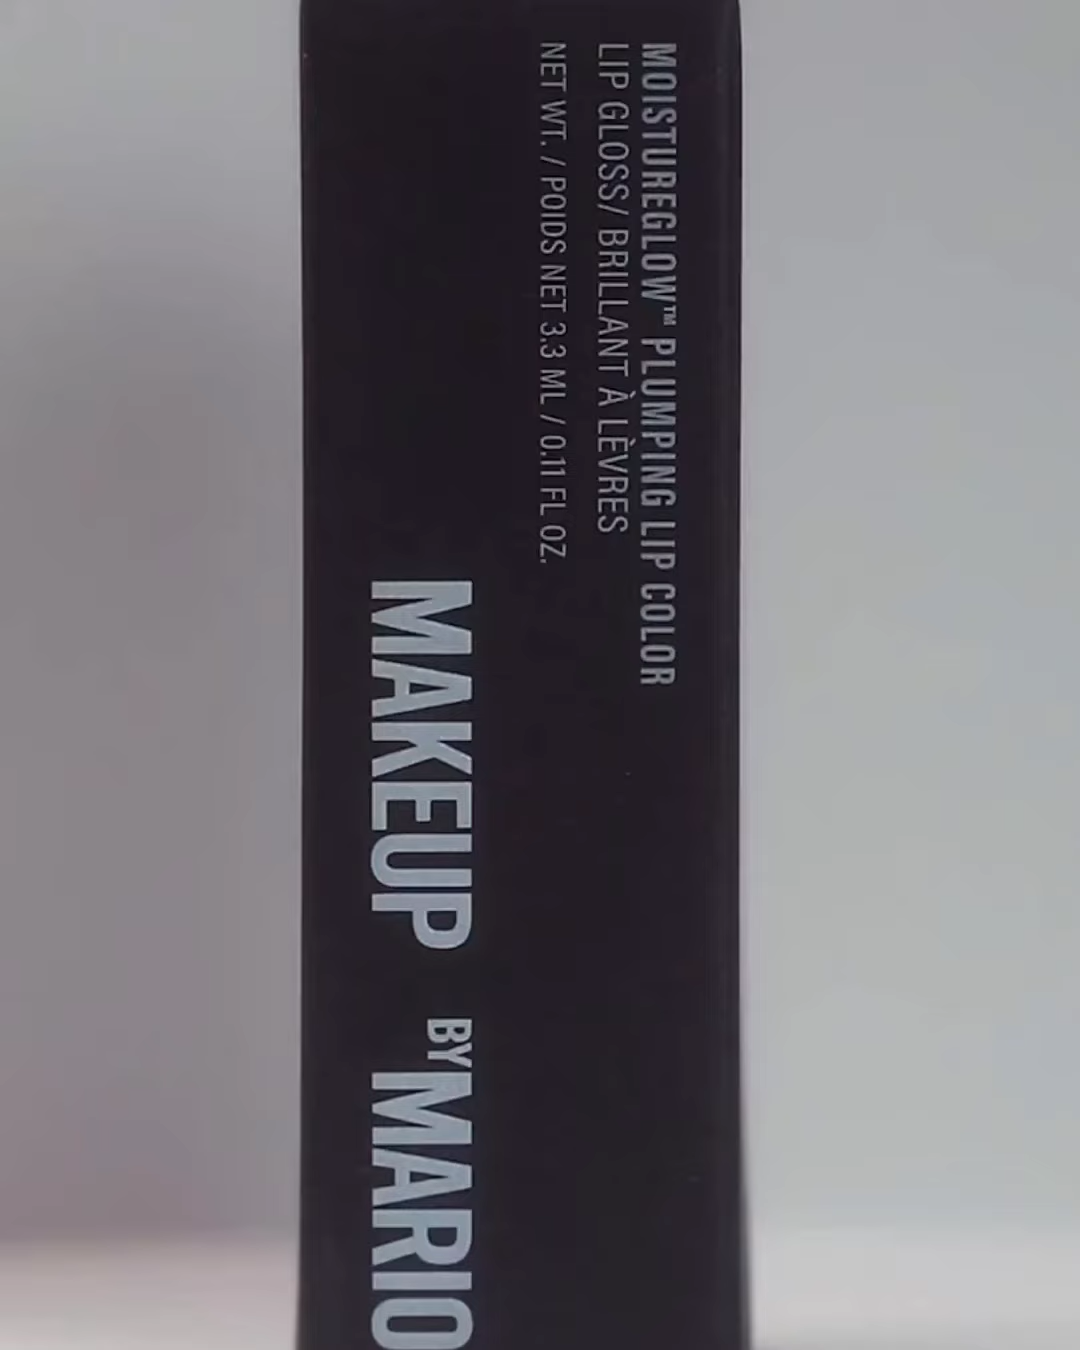 MOISTUREGLOW™ PLUMPING LIP COLOR
LIP GLOSS/ BRILLANT À LÈVRES
NET WT. / POIDS NET 3.3 ML / 0.11 FL OZ.
MAKEUP BY MARIO